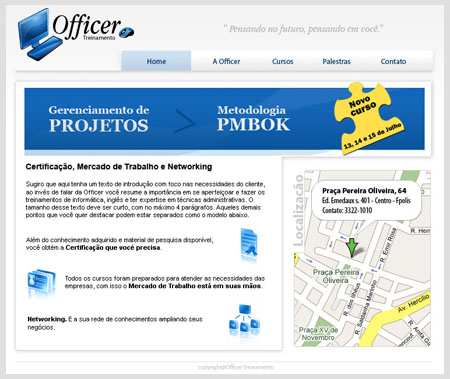 Officer
Treinamento
" Pensando no futuro, pensando em você."
Home
A Officer
Cursos
Palestras
Contato
Gerenciamento de
PROJETOS
Metodologia
PMBOK
Novo
curso
13, 14 e 15 de Julho
Certificação, Mercado de Trabalho e Networking
Sugiro que aqui tenha um texto de introdução com foco nas necessidades do cliente,
ao invés de falar da Officer você resume a importância em se aperfeiçoar e fazer os
treinamentos de informática, inglês e ter expertise em técnicas administrativas. O
tamanho desse texto deve ser curto, com no máximo 4 parágrafos. Aqueles demais
pontos que você quer destacar podem estar separados como o modelo abaixo.
Além do conhecimento adquirido e material de pesquisa disponível,
você obtém a Certificação que você precisa.
Todos os cursos foram preparados para atender as necessidades das
empresas, com isso o Mercado de Trabalho está em suas mãos.
Networking. E a sua rede de conhecimentos ampliando seus
negócios.
Localização
Praça Pereira Oliveira, 64
Ed. Emedaux s. 401 - Centro - Fpolis
Contato: 3322-1010
R. Emir Rosa
Praça Pereira
Oliveira
R. dos Ilhéus
R. Saldanha Marinho
Av. Hercílio
Praça XV de
Novembro
R. Anita Ga
copyright@Officer Treinamento